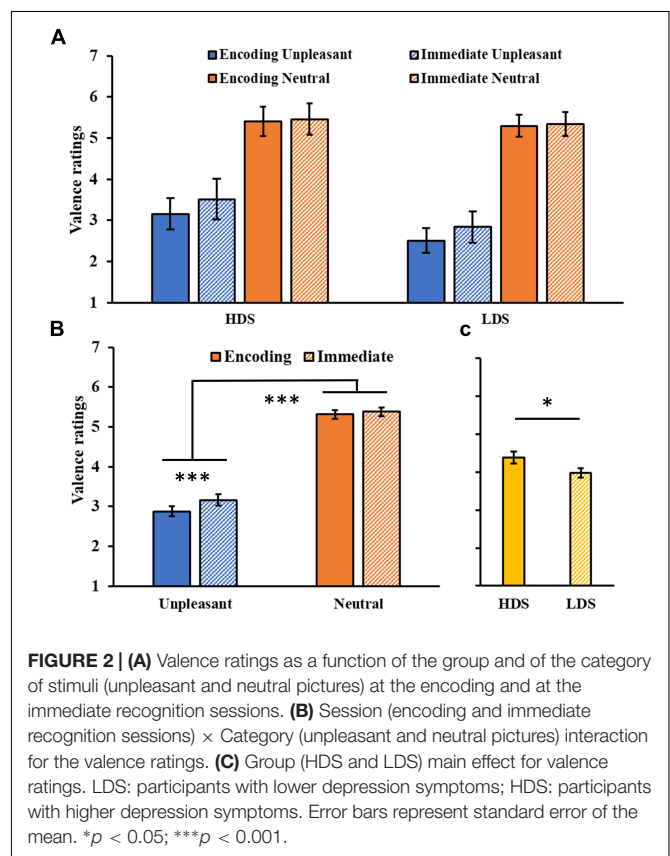 A
Encoding Unpleasant Immediate Unpleasant
Encoding Neutral Immediate Neutral
Valence ratings
7
6
5
4
3
2
1
HDS LDS
B
Encoding Immediate
Valence ratings
7
6
5
4
3
2
1
***
***
Unpleasant Neutral
c
*
HDS LDS
FIGURE 2 | (A) Valence ratings as a function of the group and of the category
of stimuli (unpleasant and neutral pictures) at the encoding and at the
immediate recognition sessions. (B) Session (encoding and immediate
recognition sessions) × Category (unpleasant and neutral pictures) interaction
for the valence ratings. (C) Group (HDS and LDS) main effect for valence
ratings. LDS: participants with lower depression symptoms; HDS: participants
with higher depression symptoms. Error bars represent standard error of the
mean. *p < 0.05; ***p < 0.001.